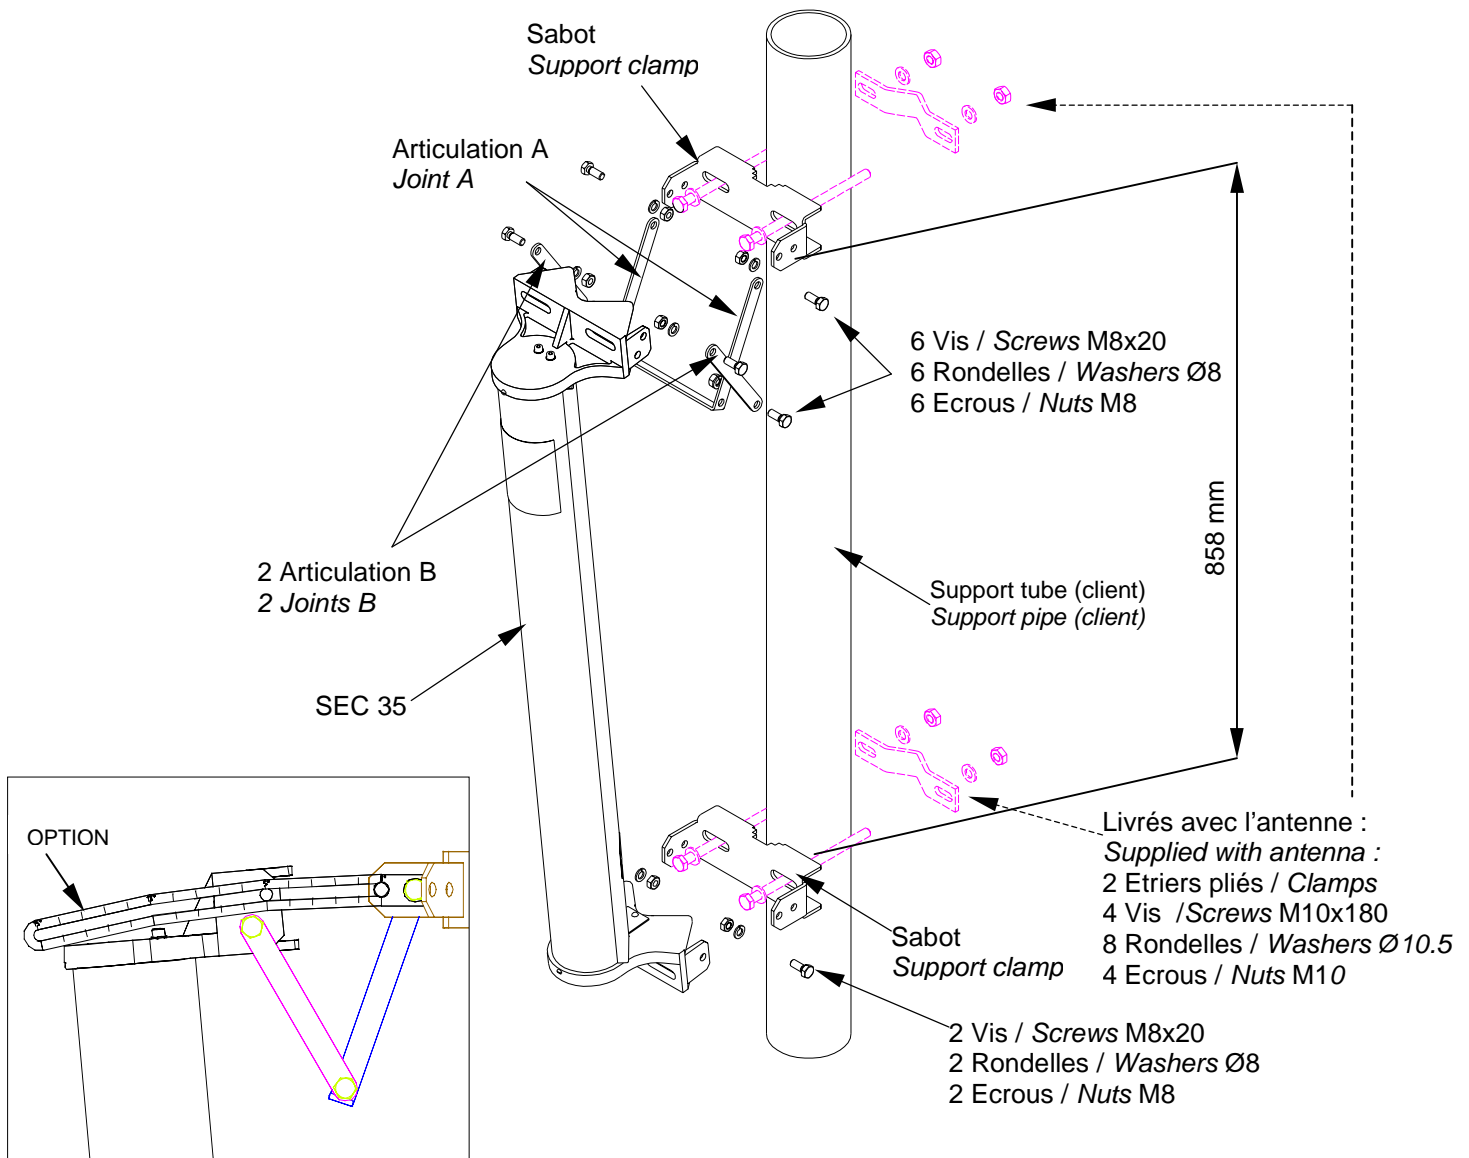 Sabot
Support clamp
Articulation A
Joint A
6 Vis / Screws M8x20
6 Rondelles / Washers Ø8
6 Ecrous / Nuts M8
858 mm
2 Articulation B
2 Joints B
Support tube (client)
Support pipe (client)
SEC 35
OPTION
Livrés avec l'antenne :
Supplied with antenna :
2 Etriers pliés / Clamps
4 Vis /Screws M10x180
8 Rondelles / Washers Ø10.5
4 Ecrous / Nuts M10
Sabot
Support clamp
2 Vis / Screws M8x20
2 Rondelles / Washers Ø8
2 Ecrous / Nuts M8